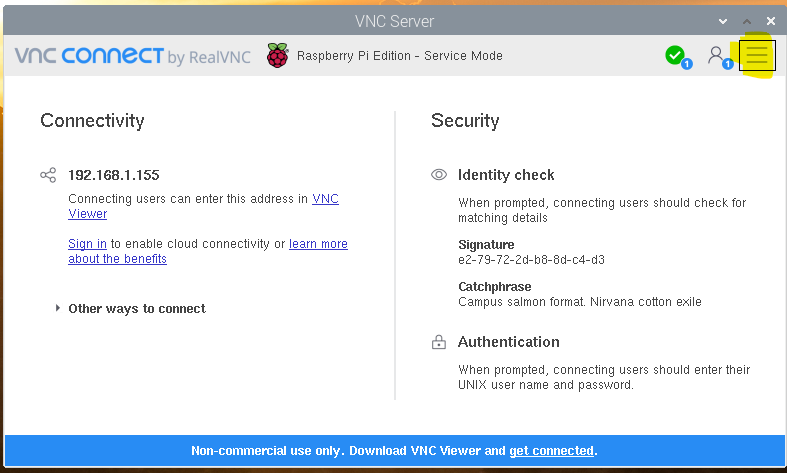 VNC Server
vnc connect by RealVNC
Raspberry Pi Edition - Service Mode
1
1
Connectivity
192.168.1.155
Connecting users can enter this address in VNC
Viewer
Sign in to enable cloud connectivity or learn more
about the benefits
Other ways to connect
Security
Identity check
When prompted, connecting users should check for
matching details
Signature
e2-79-72-2d-b8-8d-c4-d3
Catchphrase
Campus salmon format. Nirvana cotton exile
Authentication
When prompted, connecting users should enter their
UNIX user name and password.
Non-commercial use only. Download VNC Viewer and get connected.